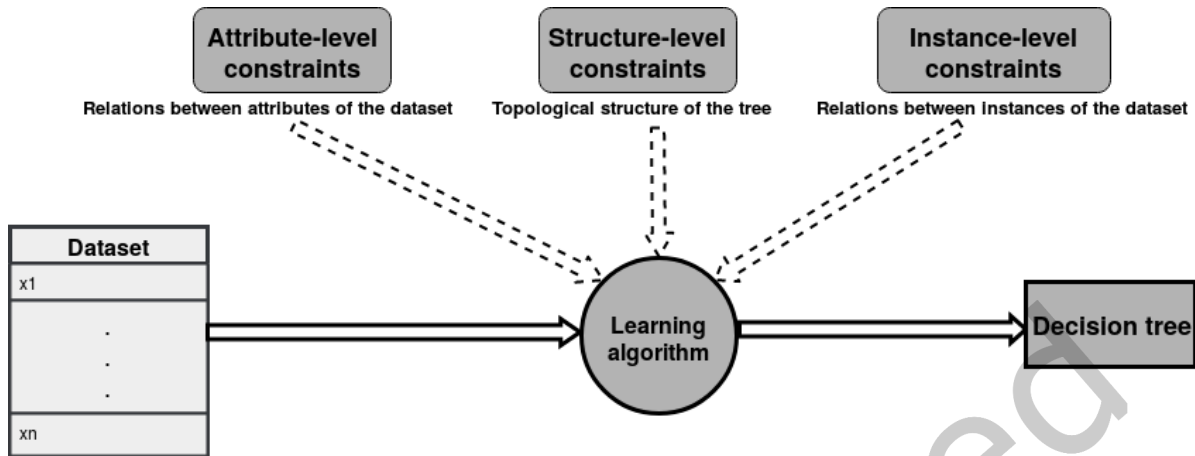 Attribute-level
constraints
Structure-level
constraints
Instance-level
constraints
Relations between attributes of the dataset
Topological structure of the tree
Relations between instances of the dataset
Dataset
x1
.
.
.
xn
Learning
algorithm
Decision tree
ed